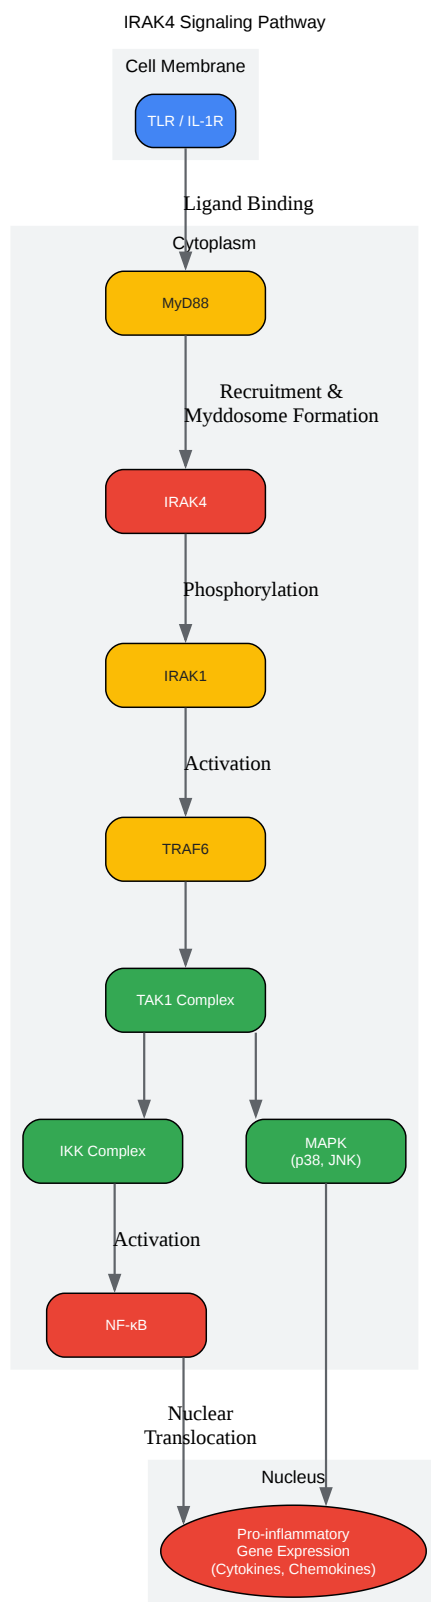 IRAK4 Signaling Pathway
Cell Membrane
TLR / IL-1R
Ligand Binding
Cytoplasm
MyD88
Recruitment &
Myddosome Formation
IRAK4
Phosphorylation
IRAK1
Activation
TRAF6
TAK1 Complex
IKK Complex
MAPK
(p38, JNK)
Activation
NF-κB
Nuclear
Translocation
Nucleus
Pro-inflammatory
Gene Expression
(Cytokines, Chemokines)